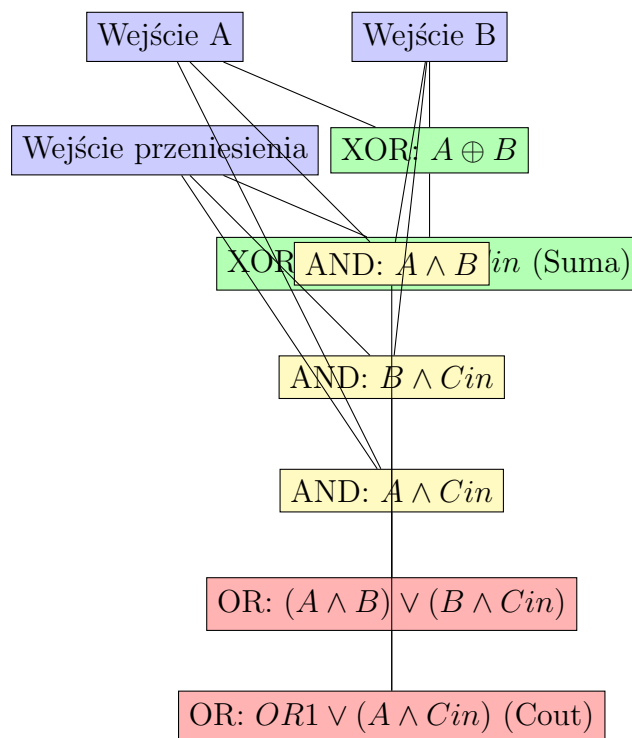 Wejście A
Wejście B
Wejście przeniesienia
XOR: A ⊕ B
XOR in (Suma)
AND: A ∧ B
AND: B ∧ Cin
AND: A ∧ Cin
OR: (A ∧ B) ∨ (B ∧ Cin)
OR: OR1 ∨ (A ∧ Cin) (Cout)